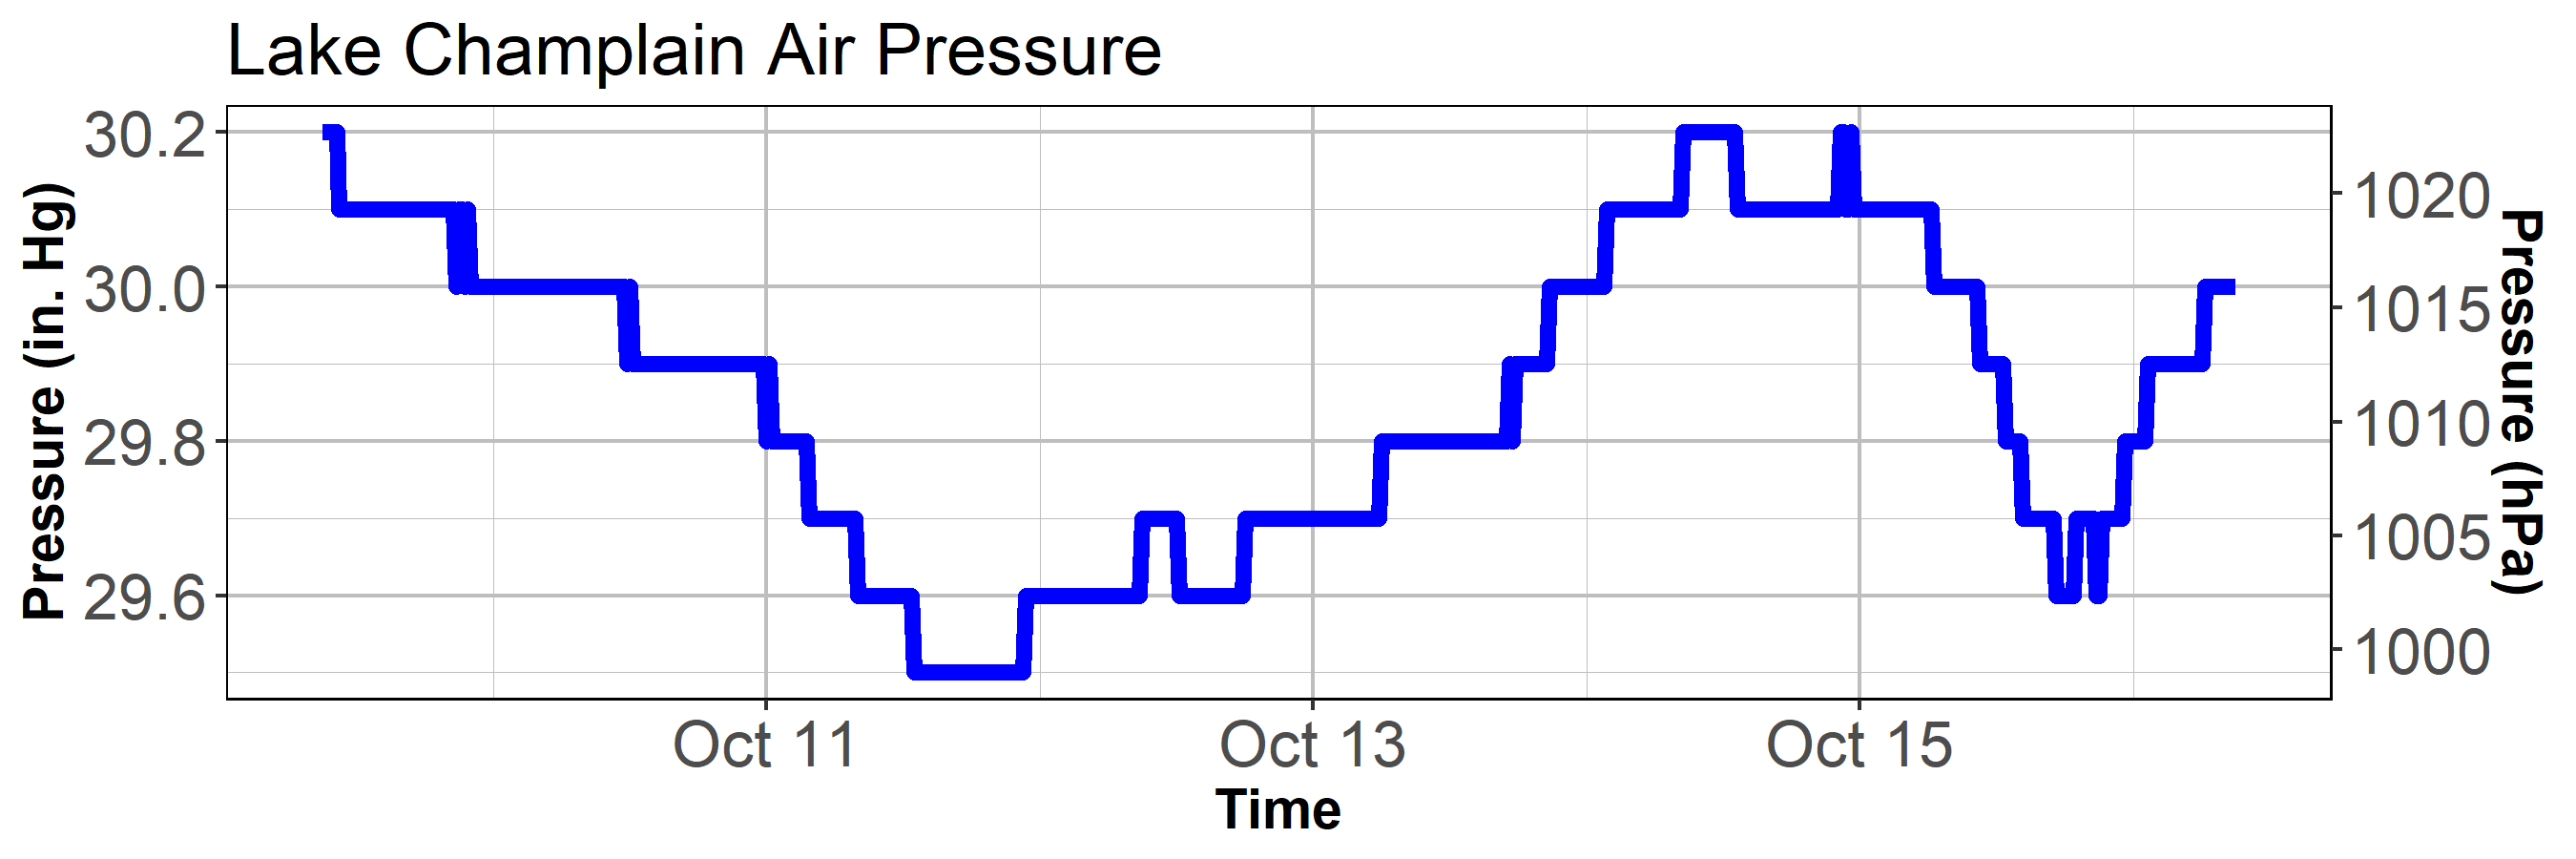 Lake Champlain Air Pressure
Pressure (in. Hg)
30.2
30.0
29.8
29.6
1020
1015
1010
1005
1000
Pressure (hPa)
Oct 11
Oct 13
Oct 15
Time